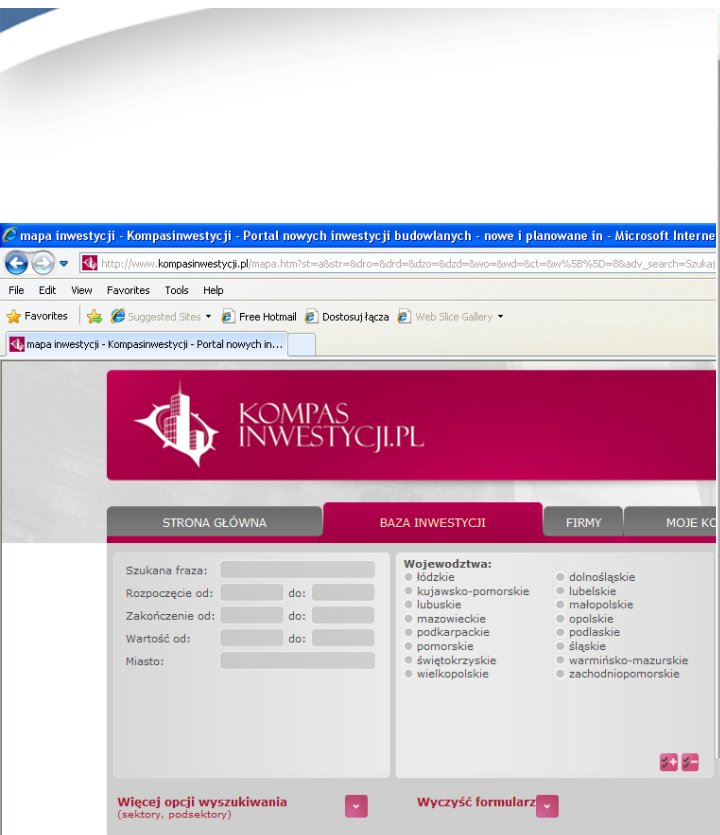 mapa inwestycji - Kompasinwestycji - Portal nowych inwestycji budowlanych - nowe i planowane in - Microsoft Interne
http://www.kompasinwestycji.pl/mapa.htm?st=a&str=&dro=&drd=&dzo=&dzd=&wo=&wd=&ct=&w%5B%5D=8&adv_search=Szukaj
File Edit View Favorites Tools Help
Favorites Suggested Sites Free Hotmail Dostosuj łącza Web Slice Gallery
mapa inwestycji - Kompasinwestycji - Portal nowych in...
KOMPAS
INWESTYCJI.PL
STRONA GŁÓWNA BAZA INWESTYCJI FIRMY MOJE KO
Szukana fraza:
Rozpoczęcie od: do:
Zakończenie od: do:
Wartość od: do:
Miasto:
Wojewodztwa:
łódzkie dolnośląskie
kujawsko-pomorskie lubelskie
lubuskie małopolskie
mazowieckie opolskie
podkarpackie podlaskie
pomorskie śląskie
świętokrzyskie warmińsko-mazurskie
wielkopolskie zachodniopomorskie
Więcej opcji wyszukiwania Wyczyść formularz
(sektory, podsektory)